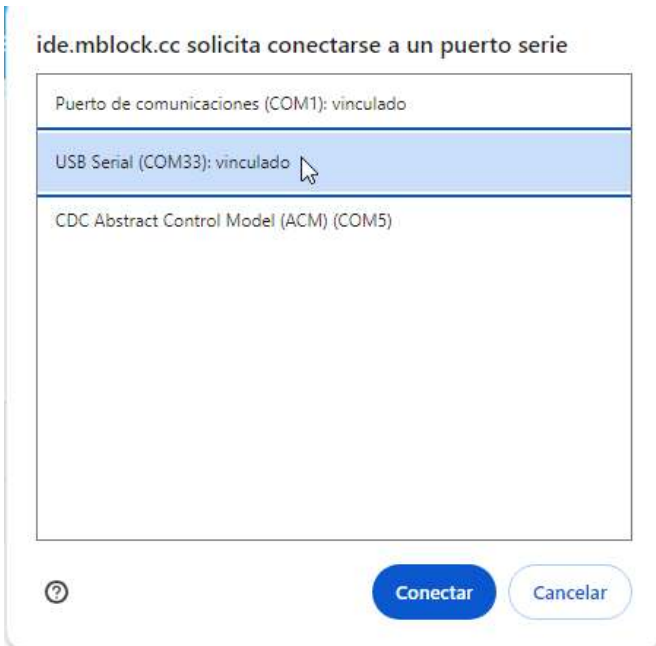 ide.mblock.cc solicita conectarse a un puerto serie
Puerto de comunicaciones (COM1): vinculado
USB Serial (COM33): vinculado
CDC Abstract Control Model (ACM) (COM5)
Conectar Cancelar